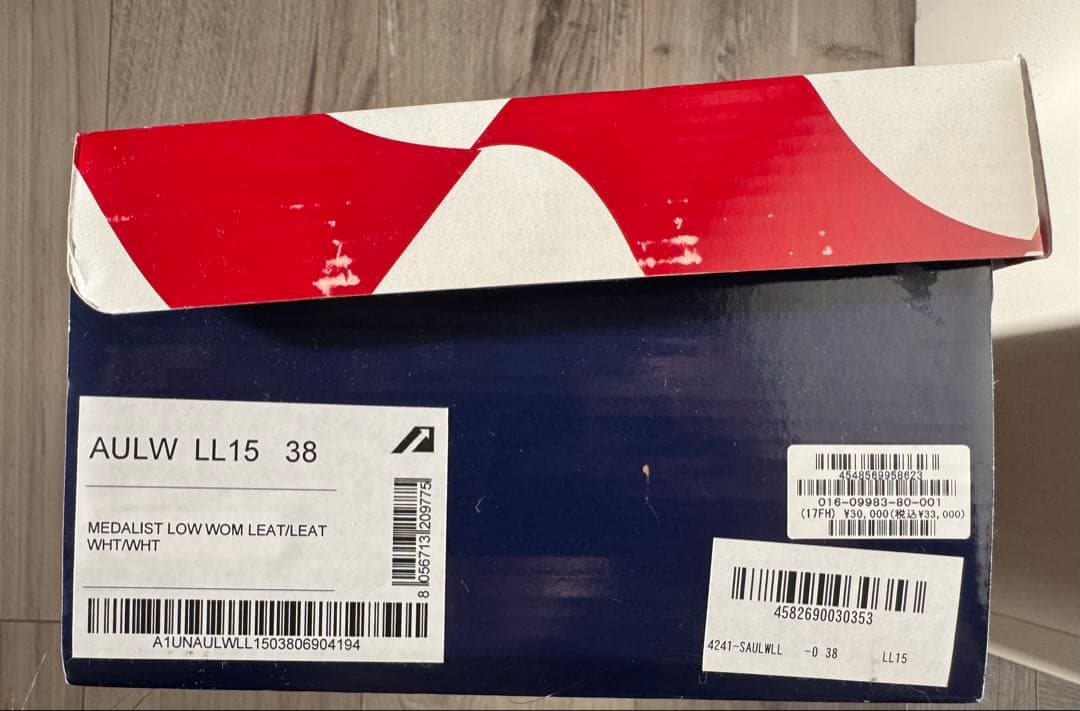 AULW LL15 38
MEDALIST LOW WOM LEAT/LEAT
WHT/WHT
8 056713 209775
A1UNAULWLL1503806904194
4548569958623
016-09983-80-001
(17FH) ¥30,000(税込¥33,000)
4582690030353
4241-SAULWLL -0 38 LL15